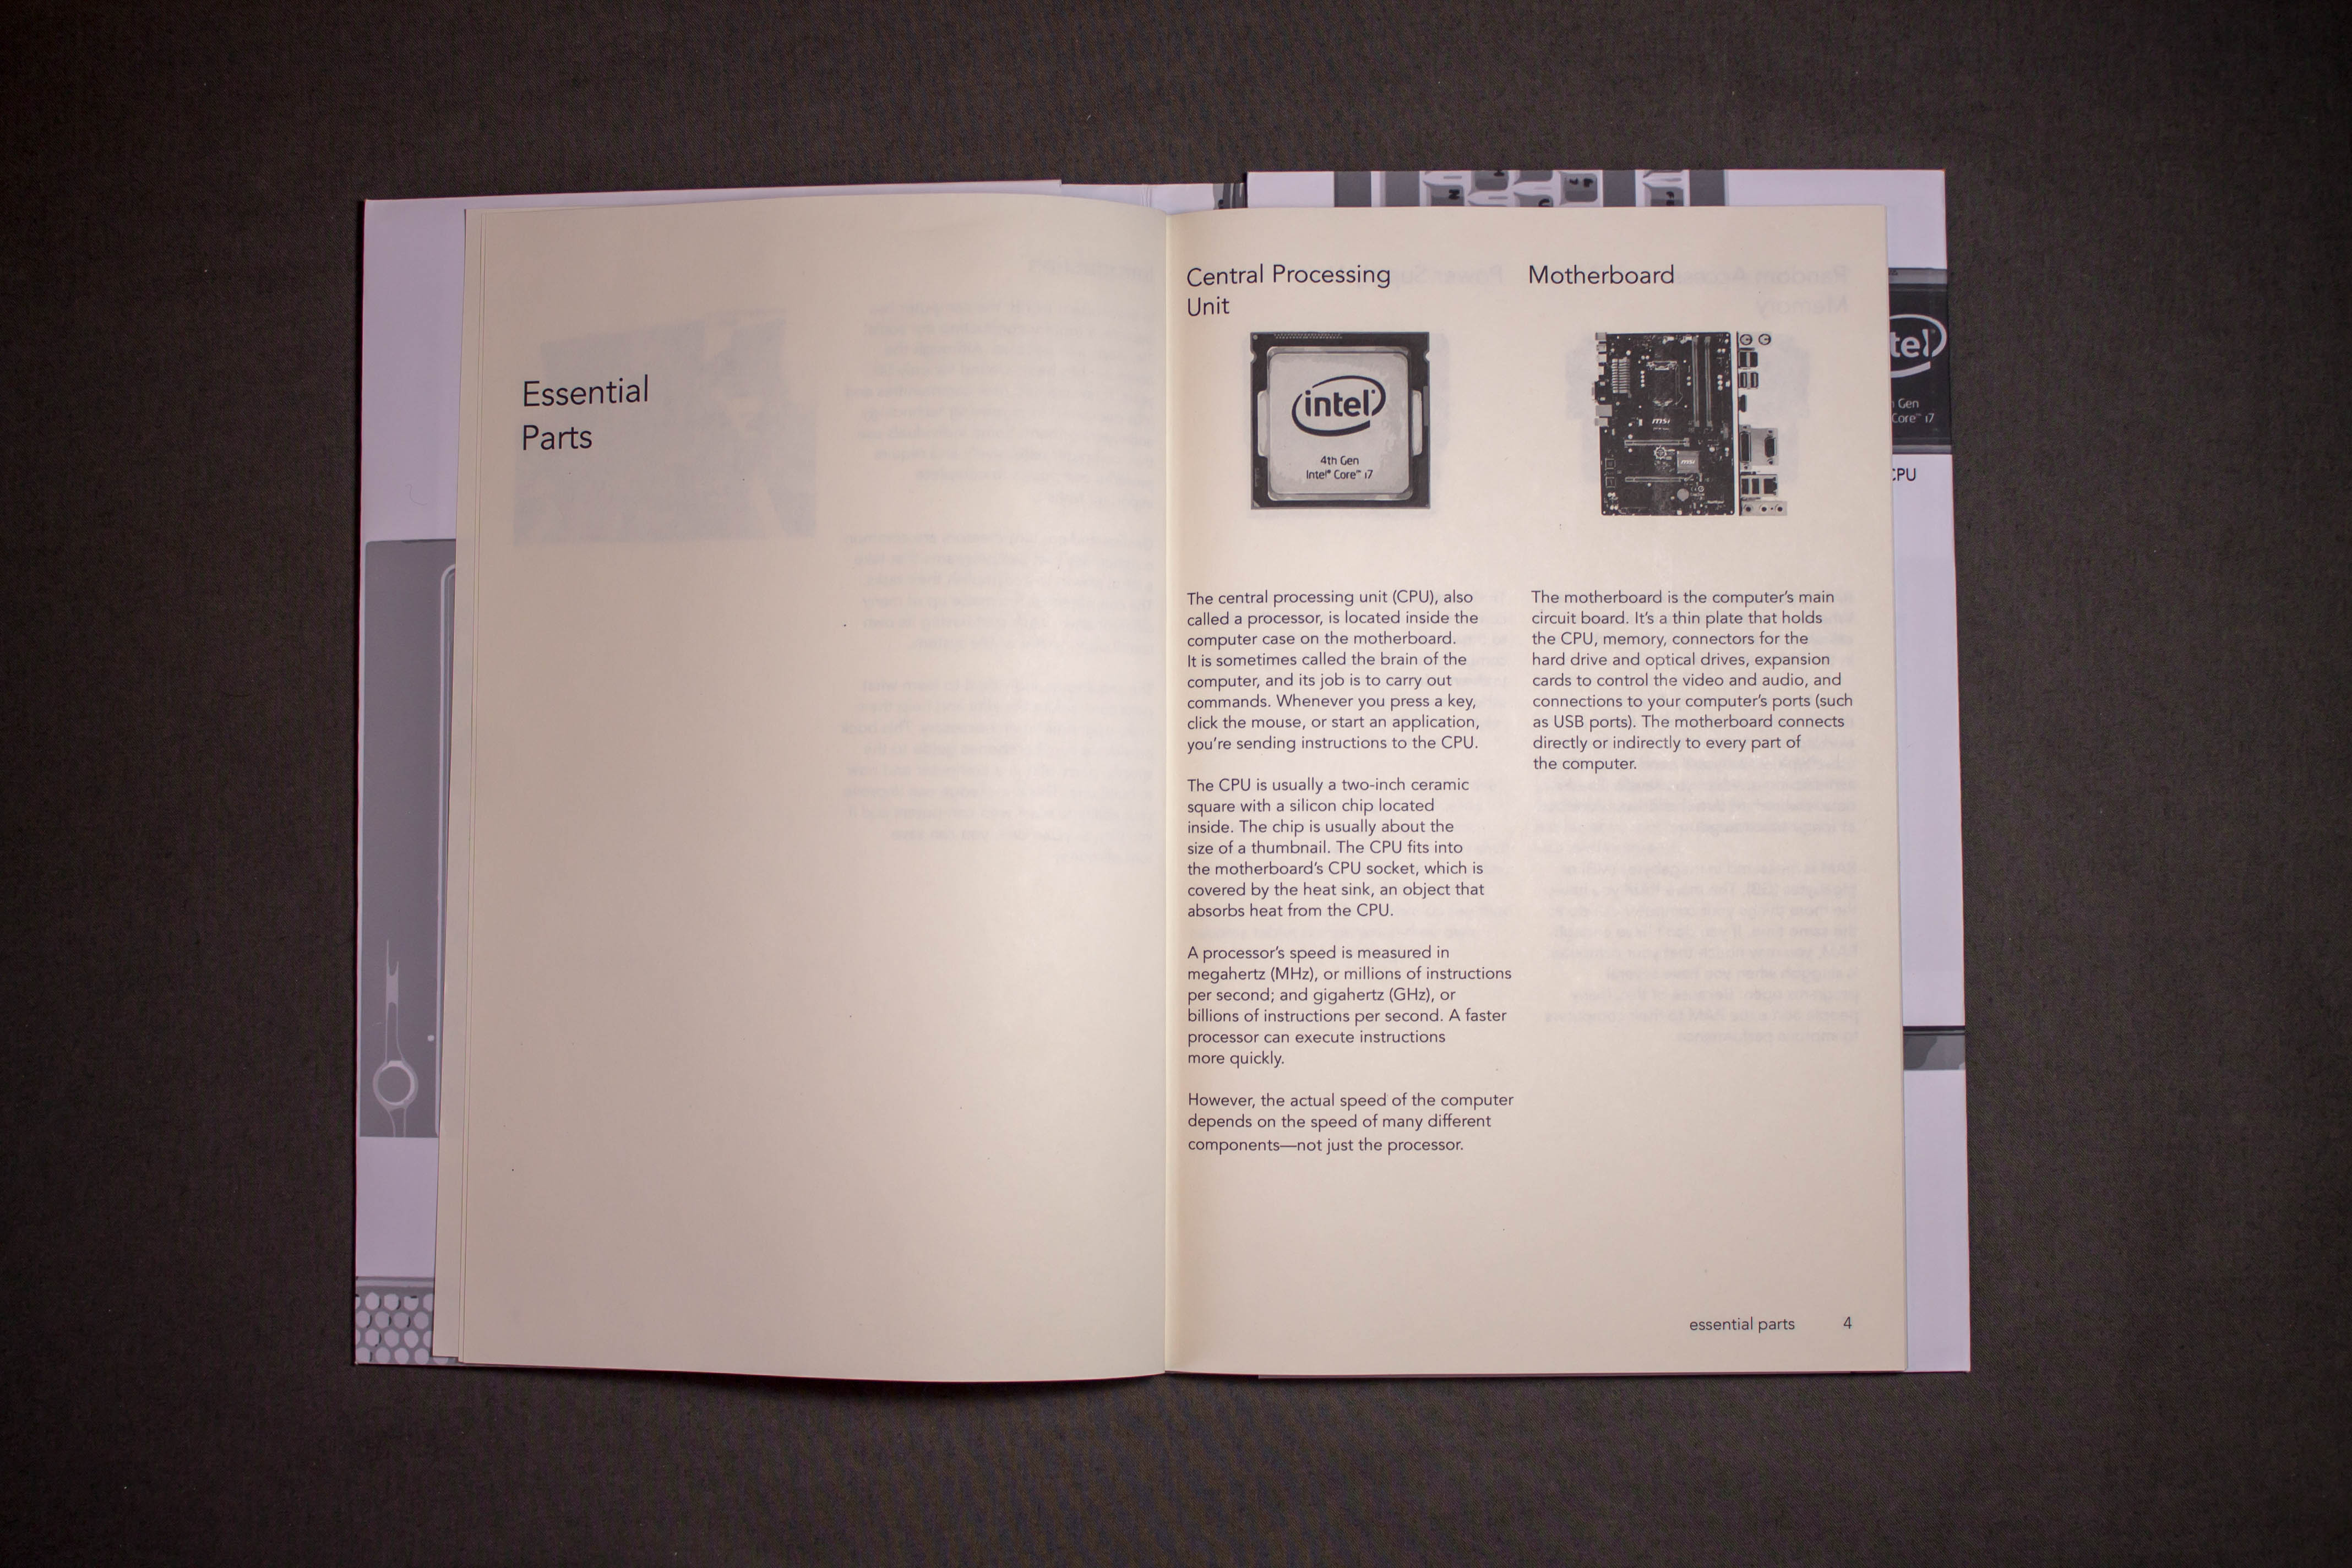 Essential
Parts
Central Processing
Unit
intel
4th Gen
Intel® Core™ i7
The central processing unit (CPU), also
called a processor, is located inside the
computer case on the motherboard.
It is sometimes called the brain of the
computer, and its job is to carry out
commands. Whenever you press a key,
click the mouse, or start an application,
you're sending instructions to the CPU.
The CPU is usually a two-inch ceramic
square with a silicon chip located
inside. The chip is usually about the
size of a thumbnail. The CPU fits into
the motherboard's CPU socket, which is
covered by the heat sink, an object that
absorbs heat from the CPU.
A processor's speed is measured in
megahertz (MHz), or millions of instructions
per second; and gigahertz (GHz), or
billions of instructions per second. A faster
processor can execute instructions
more quickly.
However, the actual speed of the computer
depends on the speed of many different
components—not just the processor.
Motherboard
msi
msi
The motherboard is the computer's main
circuit board. It's a thin plate that holds
the CPU, memory, connectors for the
hard drive and optical drives, expansion
cards to control the video and audio, and
connections to your computer's ports (such
as USB ports). The motherboard connects
directly or indirectly to every part of
the computer.
essential parts 4
tel
Gen
Core™ i7
CPU